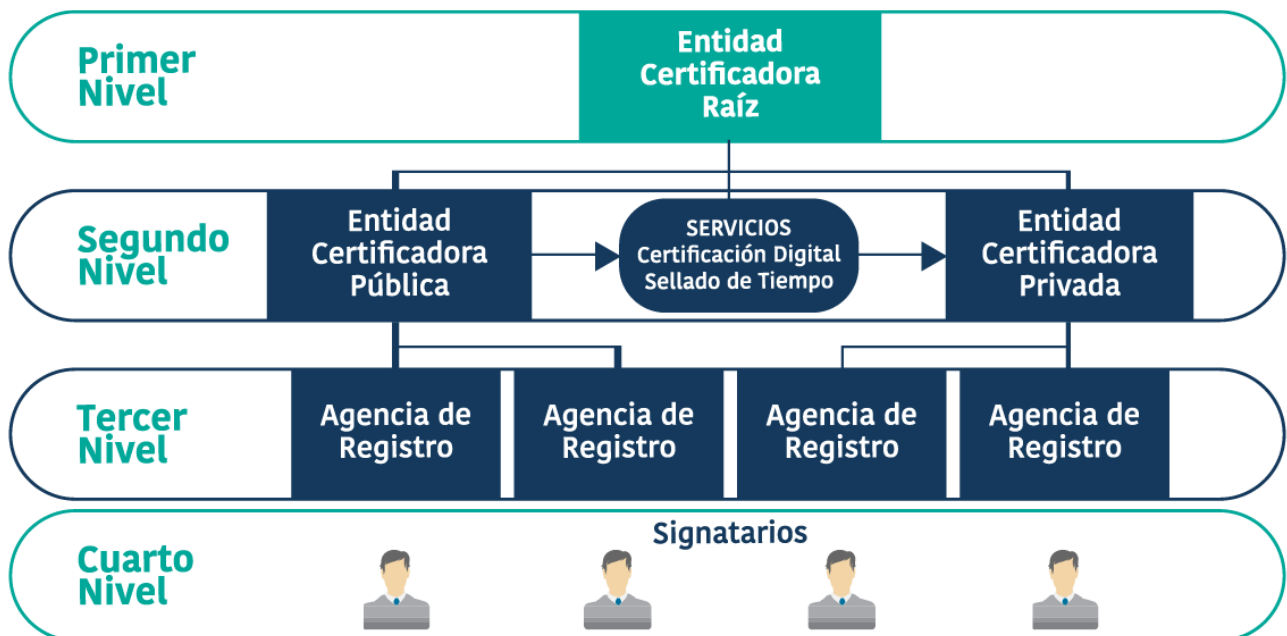 Primer
Nivel
Entidad
Certificadora
Raíz
Segundo
Nivel
Entidad
Certificadora
Pública
SERVICIOS
Certificación Digital
Sellado de Tiempo
Entidad
Certificadora
Privada
Tercer
Nivel
Agencia de
Registro
Agencia de
Registro
Agencia de
Registro
Agencia de
Registro
Cuarto
Nivel
Signatarios